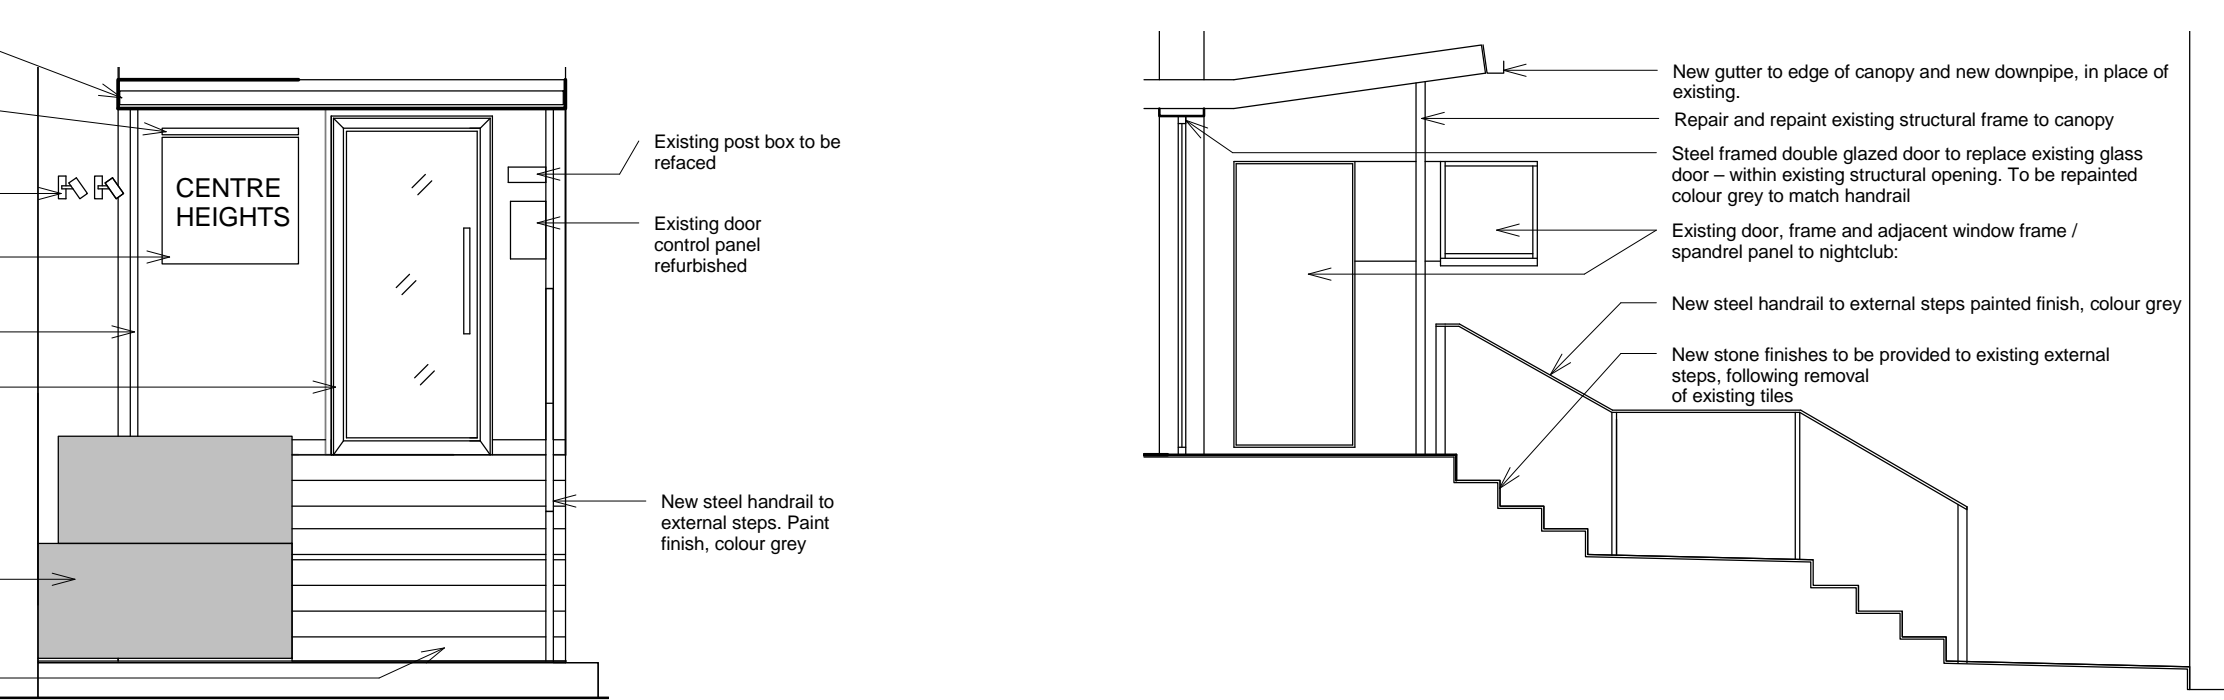 CENTRE
HEIGHTS
Existing post box to be
refaced
Existing door
control panel
refurbished
New steel handrail to
external steps. Paint
finish, colour grey
New gutter to edge of canopy and new downpipe, in place of
existing.
Repair and repaint existing structural frame to canopy
Steel framed double glazed door to replace existing glass
door – within existing structural opening. To be repainted
colour grey to match handrail
Existing door, frame and adjacent window frame /
spandrel panel to nightclub:
New steel handrail to external steps painted finish, colour grey
New stone finishes to be provided to existing external
steps, following removal
of existing tiles